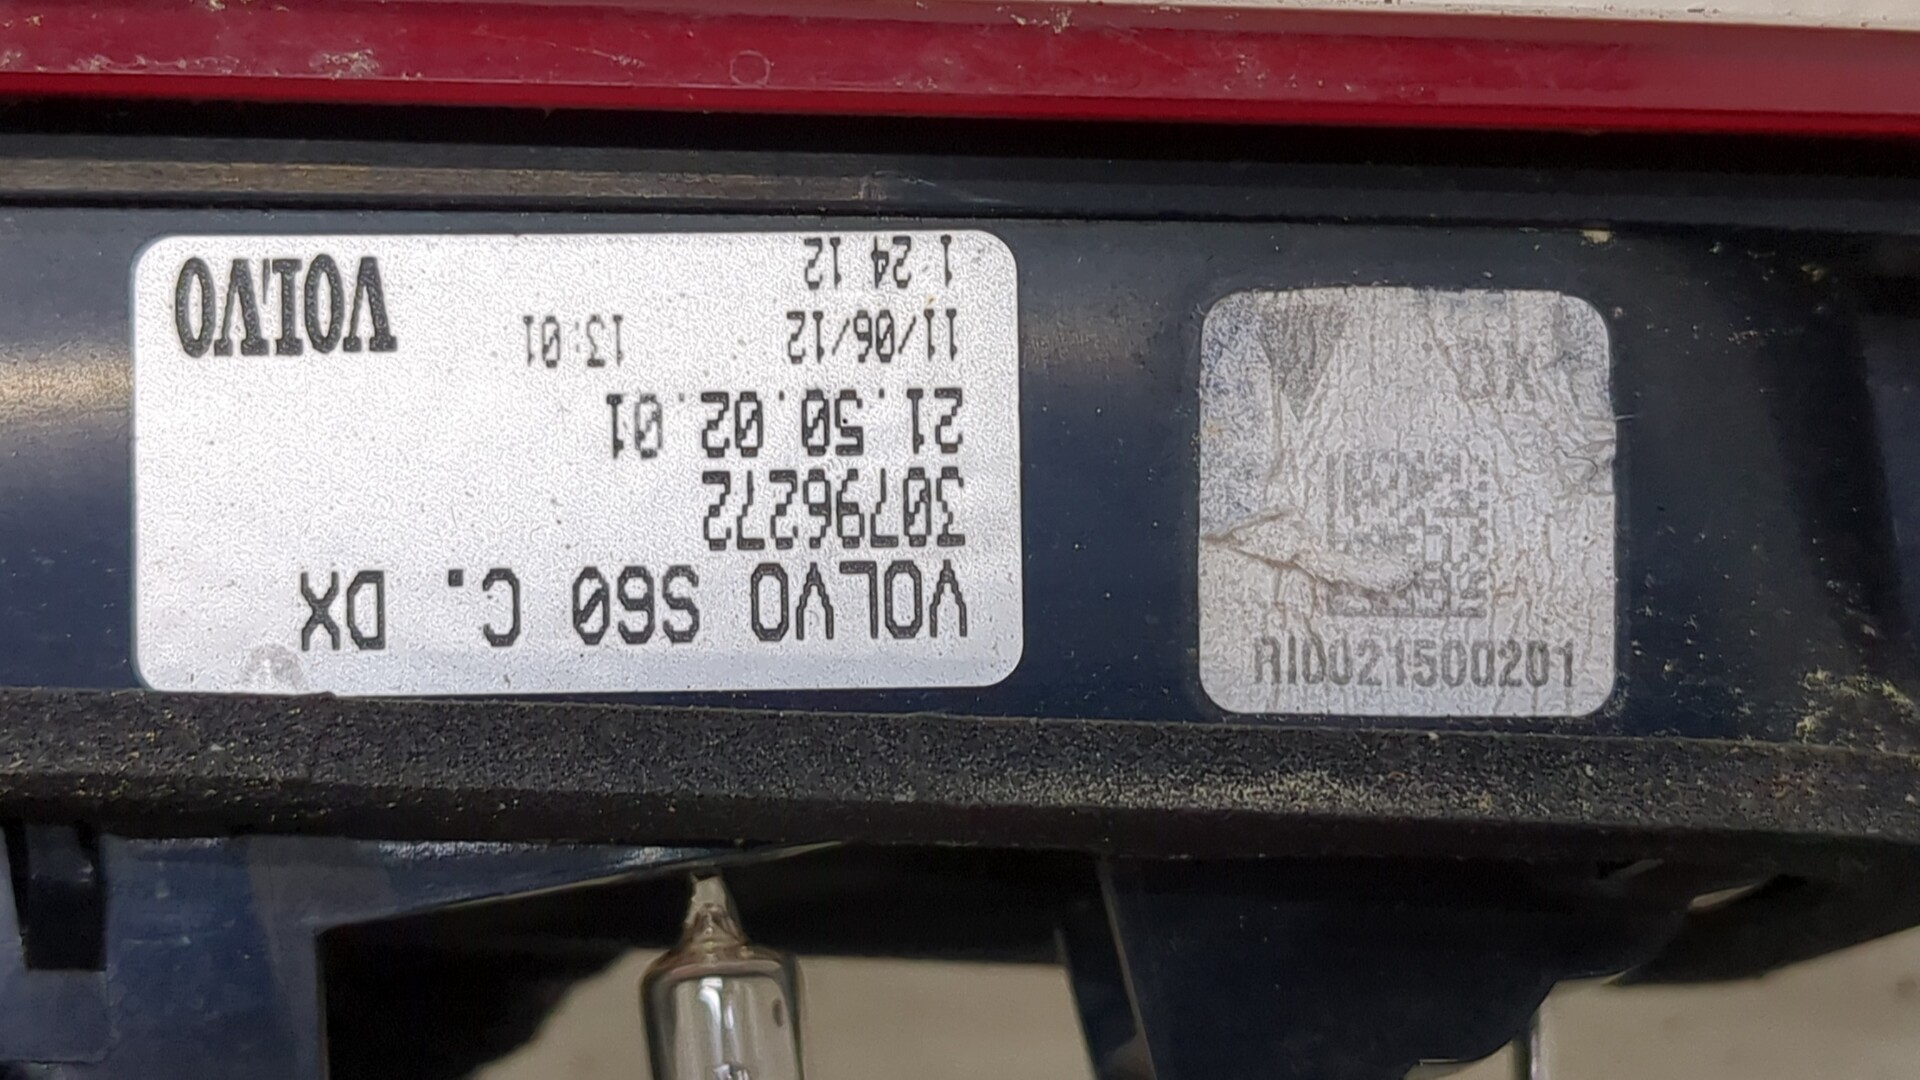 VOLVO S60 C. DX
30796272
21.50.02.01
11/06/12 13:01
1 24 12
VOLVO
RI0021500201